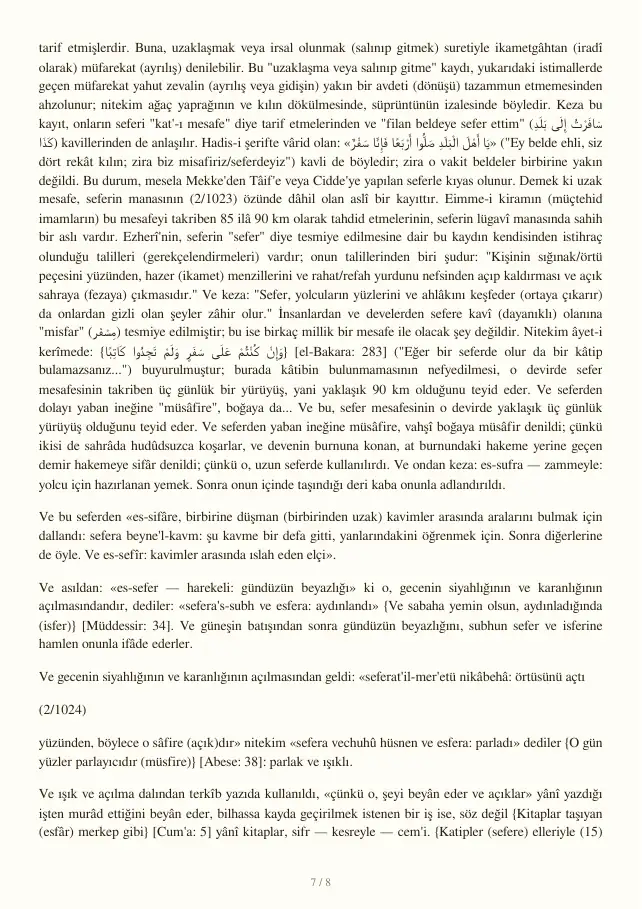 tarif etmişlerdir. Buna, uzaklaşmak veya irsal olunmak (salınıp gitmek) suretiyle ikametgâhtan (iradî
olarak) müfarekat (ayrılış) denilebilir. Bu "uzaklaşma veya salınıp gitme" kaydı, yukarıdaki istimallerde
geçen müfarekat yahut zevalin (ayrılış veya gidişin) yakın bir avdeti (dönüşü) tazammun etmemesinden
ahzolunur; nitekim ağaç yaprağının ve kılın dökülmesinde, süprüntünün izalesinde böyledir. Keza bu
kayıt, onların seferi "kat'-ı mesafe" diye tarif etmelerinden ve "filan beldeye sefer ettim" (سَافَرْتُ إِلَى بَلَدِ
كَذَا) kavillerinden de anlaşılır. Hadis-i şerifte vârid olan: «يَا أَهْلَ الْبَلَدِ صَلُّوا أَرْبَعًا فَإِنَّا سَفْرٌ» ("Ey belde ehli, siz
dört rekât kılın; zira biz misafiriz/seferdeyiz") kavli de böyledir; zira o vakit beldeler birbirine yakın
değildi. Bu durum, mesela Mekke'den Tâif'e veya Cidde'ye yapılan seferle kıyas olunur. Demek ki uzak
mesafe, seferin manasının (2/1023) özünde dâhil olan aslî bir kayıttır. Eimme-i kiramın (müçtehid
imamların) bu mesafeyi takriben 85 ilâ 90 km olarak tahdid etmelerinin, seferin lügavî manasında sahih
bir aslı vardır. Ezherî'nin, seferin "sefer" diye tesmiye edilmesine dair bu kaydın kendisinden istihraç
olunduğu talilleri (gerekçelendirmeleri) vardır; onun talillerinden biri şudur: "Kişinin sığınak/örtü
peçesini yüzünden, hazer (ikamet) menzillerini ve rahat/refah yurdunu nefsinden açıp kaldırması ve açık
sahraya (fezaya) çıkmasıdır." Ve keza: "Sefer, yolcuların yüzlerini ve ahlâkını keşfeder (ortaya çıkarır)
da onlardan gizli olan şeyler zâhir olur." İnsanlardan ve develerden sefere kavî (dayanıklı) olanına
"misfar" (مِسْفَر) tesmiye edilmiştir; bu ise birkaç millik bir mesafe ile olacak şey değildir. Nitekim âyet-i
kerîmede: {وَإِنْ كُنْتُمْ عَلَى سَفَرٍ وَلَمْ تَجِدُوا كَاتِبًا} [el-Bakara: 283] ("Eğer bir seferde olur da bir kâtip
bulamazsanız...") buyurulmuştur; burada kâtibin bulunmamasının nefyedilmesi, o devirde sefer
mesafesinin takriben üç günlük bir yürüyüş, yani yaklaşık 90 km olduğunu teyid eder. Ve seferden
dolayı yaban ineğine "müsâfire", boğaya da... Ve bu, sefer mesafesinin o devirde yaklaşık üç günlük
yürüyüş olduğunu teyid eder. Ve seferden yaban ineğine müsâfire, vahşî boğaya müsâfir denildi; çünkü
ikisi de sahrâda hudûdsuzca koşarlar, ve devenin burnuna konan, at burnundaki hakeme yerine geçen
demir hakemeye sifâr denildi; çünkü o, uzun seferde kullanılırdı. Ve ondan keza: es-sufra — zammeyle:
yolcu için hazırlanan yemek. Sonra onun içinde taşındığı deri kaba onunla adlandırıldı.
Ve bu seferden «es-sifâre, birbirine düşman (birbirinden uzak) kavimler arasında aralarını bulmak için
dallandı: sefera beyne'l-kavm: şu kavme bir defa gitti, yanlarındakini öğrenmek için. Sonra diğerlerine
de öyle. Ve es-sefîr: kavimler arasında ıslah eden elçi».
Ve asıldan: «es-sefer — harekeli: gündüzün beyazlığı» ki o, gecenin siyahlığının ve karanlığının
açılmasındandır, dediler: «sefera's-subh ve esfera: aydınlandı» {Ve sabaha yemin olsun, aydınladığında
(isfer)} [Müddessir: 34]. Ve güneşin batışından sonra gündüzün beyazlığını, subhun sefer ve isferine
hamlen onunla ifâde ederler.
Ve gecenin siyahlığının ve karanlığının açılmasından geldi: «seferat'il-mer'etü nikâbehâ: örtüsünü açtı
(2/1024)
yüzünden, böylece o sâfire (açık)dır» nitekim «sefera vechuhû hüsnen ve esfera: parladı» dediler {O gün
yüzler parlayıcıdır (müsfire)} [Abese: 38]: parlak ve ışıklı.
Ve ışık ve açılma dalından terkîb yazıda kullanıldı, «çünkü o, şeyi beyân eder ve açıklar» yânî yazdığı
işten murâd ettiğini beyân eder, bilhassa kayda geçirilmek istenen bir iş ise, söz değil {Kitaplar taşıyan
(esfâr) merkep gibi} [Cum'a: 5] yânî kitaplar, sifr — kesreyle — cem'i. {Katipler (sefere) elleriyle (15)
7 / 8